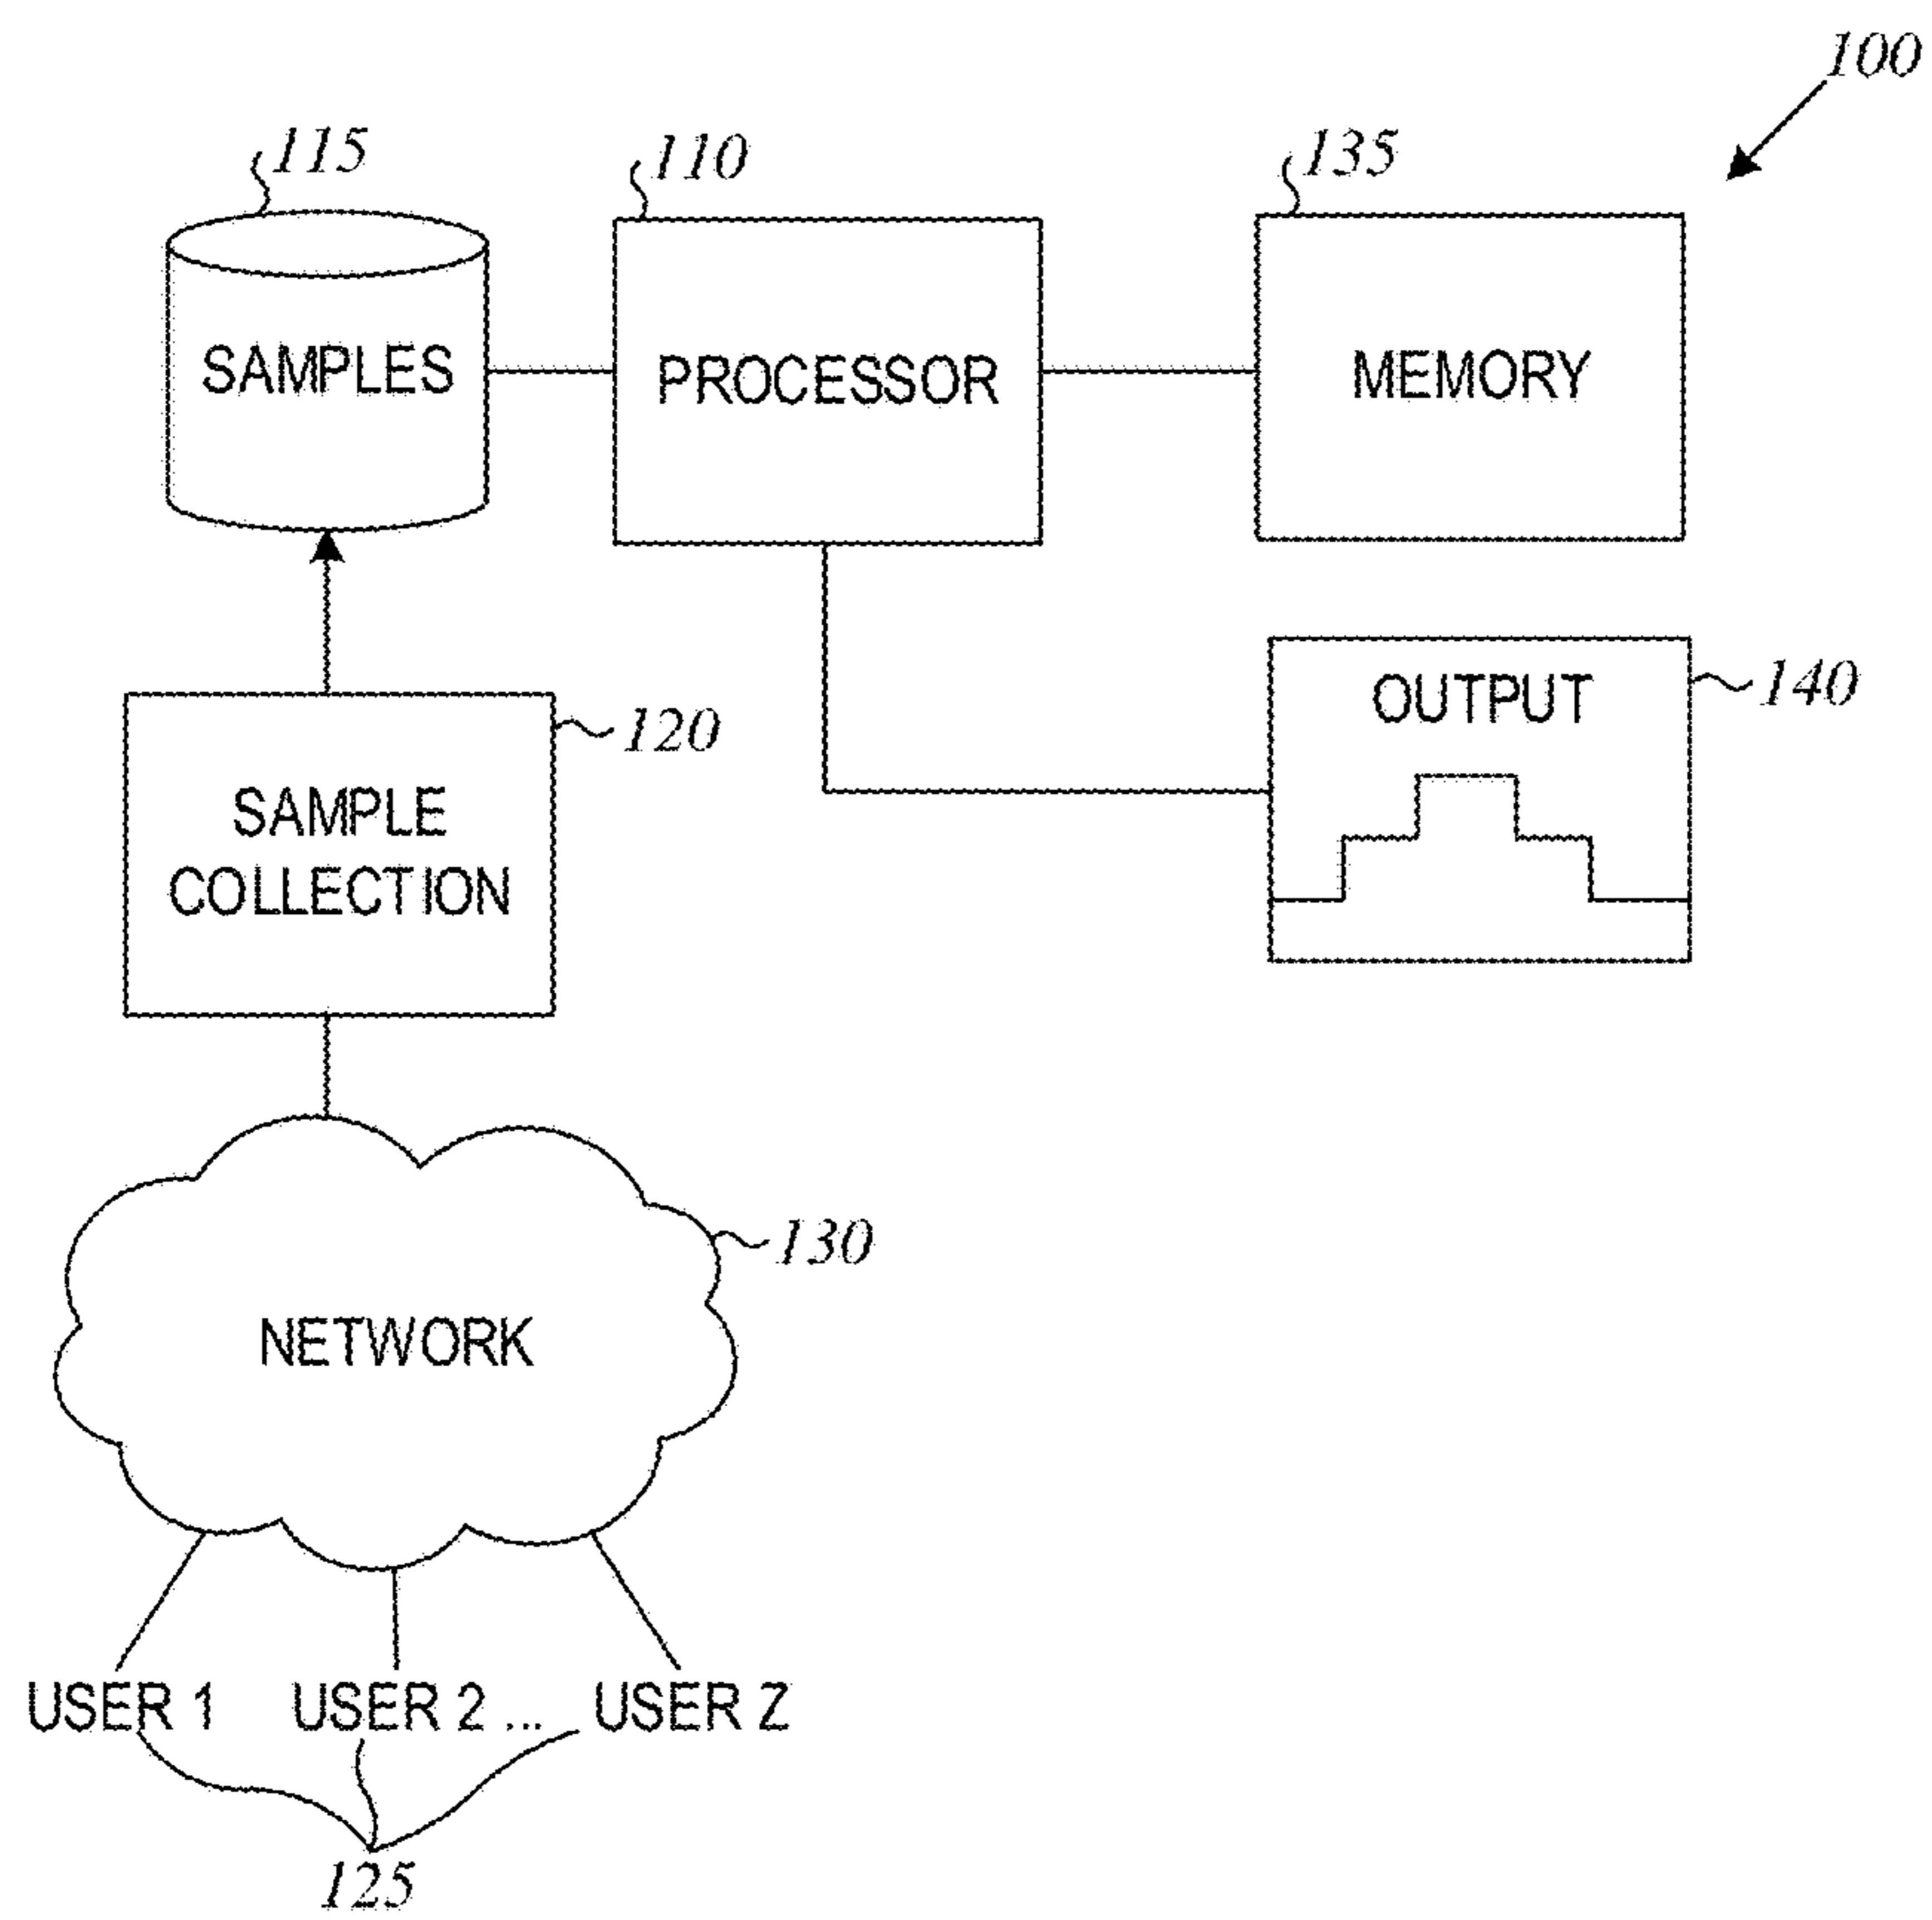 100
115
110
135
SAMPLES
PROCESSOR
MEMORY
OUTPUT
140
120
SAMPLE
COLLECTION
130
NETWORK
USER 1
USER 2 ...
USER Z
125